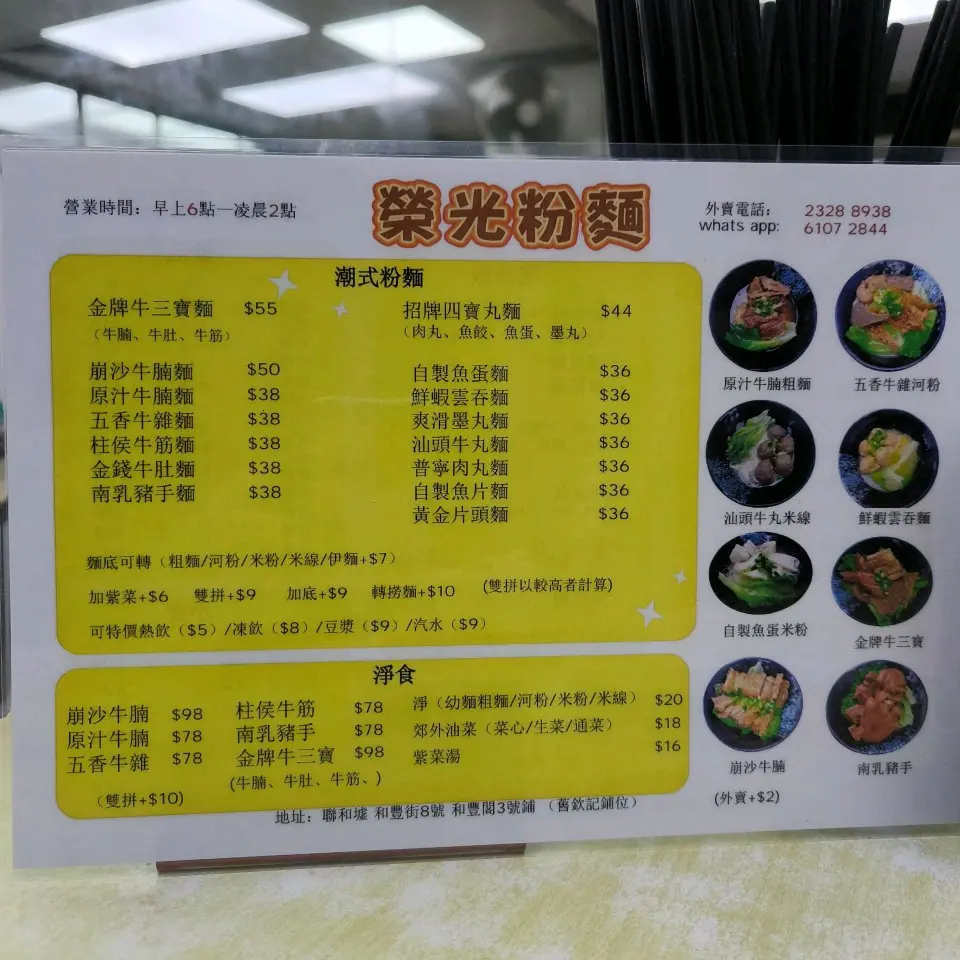 營業時間：早上6點—凌晨2點
榮光粉麵
外賣電話： 2328 8938
whats app: 6107 2844
潮式粉麵
金牌牛三寶麵 $55
（牛腩、牛肚、牛筋）
崩沙牛腩麵 $50
原汁牛腩麵 $38
五香牛雜麵 $38
柱侯牛筋麵 $38
金錢牛肚麵 $38
南乳豬手麵 $38
招牌四寶丸麵 $44
（肉丸、魚餃、魚蛋、墨丸）
自製魚蛋麵 $36
鮮蝦雲吞麵 $36
爽滑墨丸麵 $36
汕頭牛丸麵 $36
普寧肉丸麵 $36
自製魚片麵 $36
黃金片頭麵 $36
麵底可轉（粗麵/河粉/米粉/米線/伊麵+$7）
加紫菜+$6 雙拼+$9 加底+$9 轉撈麵+$10 (雙拼以較高者計算)
可特價熱飲（$5）/凍飲（$8）/豆漿（$9）/汽水（$9）
淨食
崩沙牛腩 $98
原汁牛腩 $78
五香牛雜 $78
（雙拼+$10）
柱侯牛筋 $78
南乳豬手 $78
金牌牛三寶 $98
(牛腩、牛肚、牛筋、)
淨（幼麵粗麵/河粉/米粉/米線） $20
郊外油菜（菜心/生菜/通菜） $18
紫菜湯 $16
原汁牛腩粗麵
五香牛雜河粉
汕頭牛丸米線
鮮蝦雲吞麵
自製魚蛋米粉
金牌牛三寶
崩沙牛腩
南乳豬手
(外賣+$2)
地址：聯和墟 和豐街8號 和豐閣3號鋪 （舊欽記鋪位）